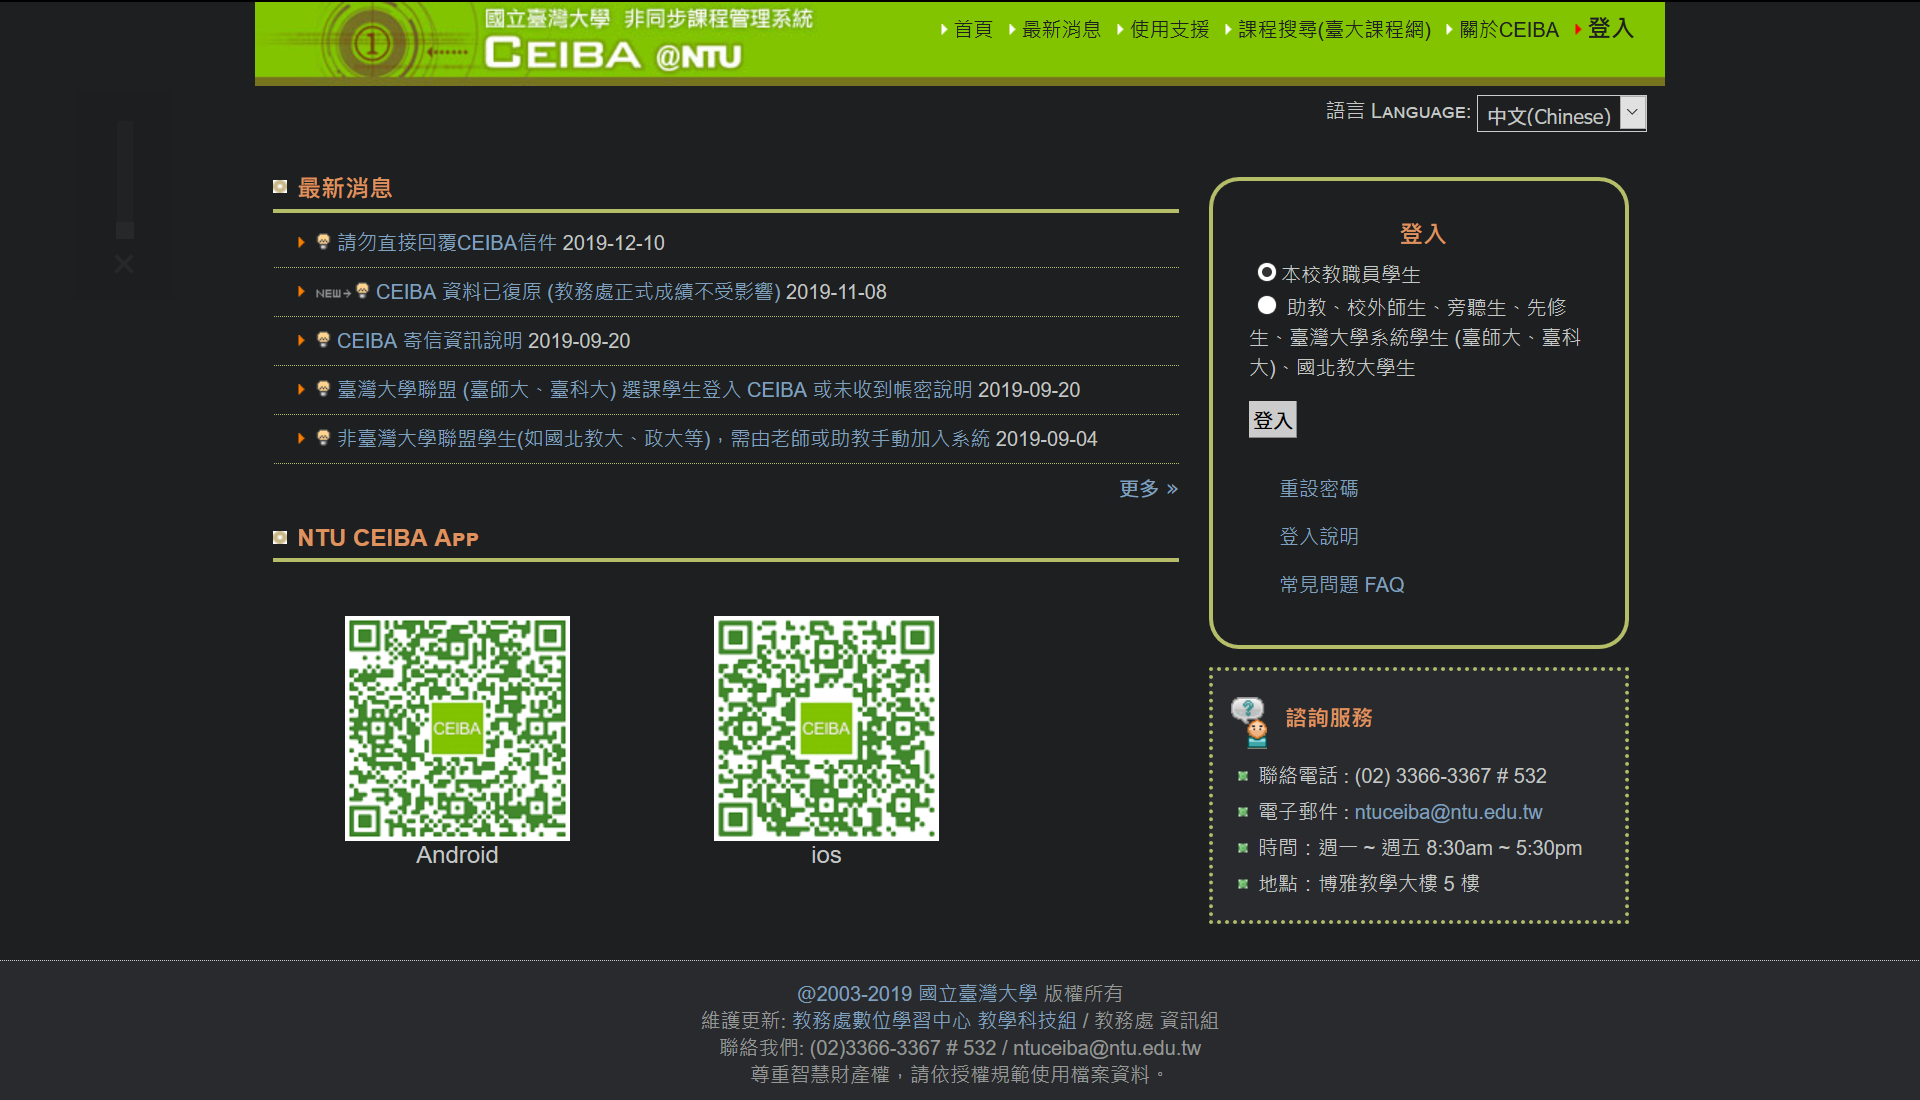 國立臺灣大學 非同步課程管理系統
CEIBA @NTU
首頁 最新消息 使用支援 課程搜尋(臺大課程網) 關於CEIBA 登入
語言 LANGUAGE: 中文(Chinese)
最新消息
請勿直接回覆CEIBA信件 2019-12-10
NEW→ CEIBA 資料已復原 (教務處正式成績不受影響) 2019-11-08
CEIBA 寄信資訊說明 2019-09-20
臺灣大學聯盟 (臺師大、臺科大) 選課學生登入 CEIBA 或未收到帳密說明 2019-09-20
非臺灣大學聯盟學生(如國北教大、政大等)，需由老師或助教手動加入系統 2019-09-04
更多 »
NTU CEIBA APP
CEIBA
Android
CEIBA
ios
登入
本校教職員學生
助教、校外師生、旁聽生、先修
生、臺灣大學系統學生 (臺師大、臺科
大)、國北教大學生
登入
重設密碼
登入說明
常見問題 FAQ
諮詢服務
聯絡電話 : (02) 3366-3367 # 532
電子郵件 : ntuceiba@ntu.edu.tw
時間：週一 ~ 週五 8:30am ~ 5:30pm
地點：博雅教學大樓 5 樓
@2003-2019 國立臺灣大學 版權所有
維護更新: 教務處數位學習中心 教學科技組 / 教務處 資訊組
聯絡我們: (02)3366-3367 # 532 / ntuceiba@ntu.edu.tw
尊重智慧財產權，請依授權規範使用檔案資料。